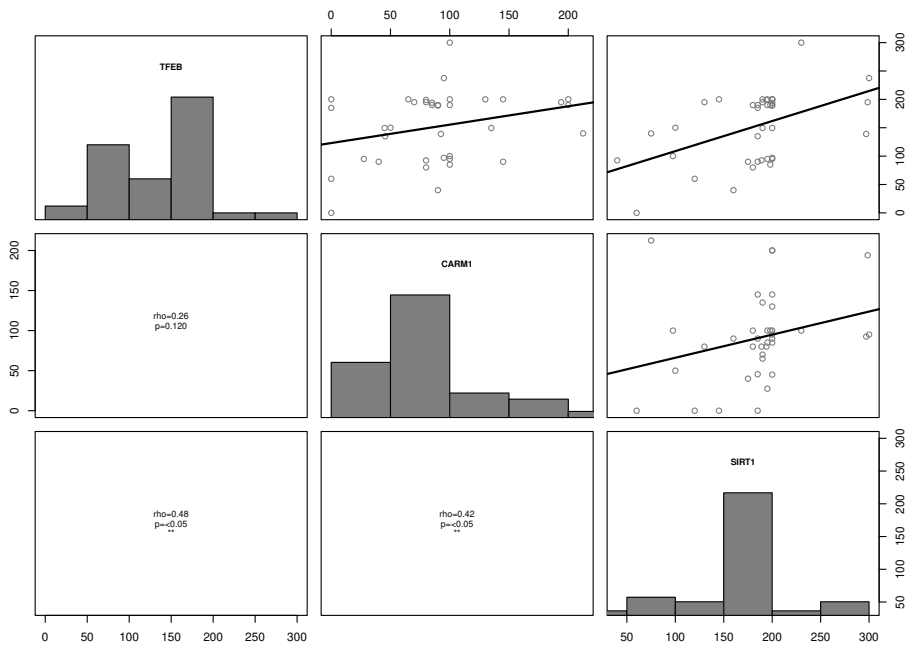 0 50 100 150 200
TFEB
0 50 100 150 200 300
0 50 100 150 200
rho=0.26
p=0.120
CARM1
rho=0.48
p=<0.05
**
rho=0.42
p=<0.05
**
SIRT1
50 100 150 200 250 300
0 50 100 150 200 250 300
50 100 150 200 250 300